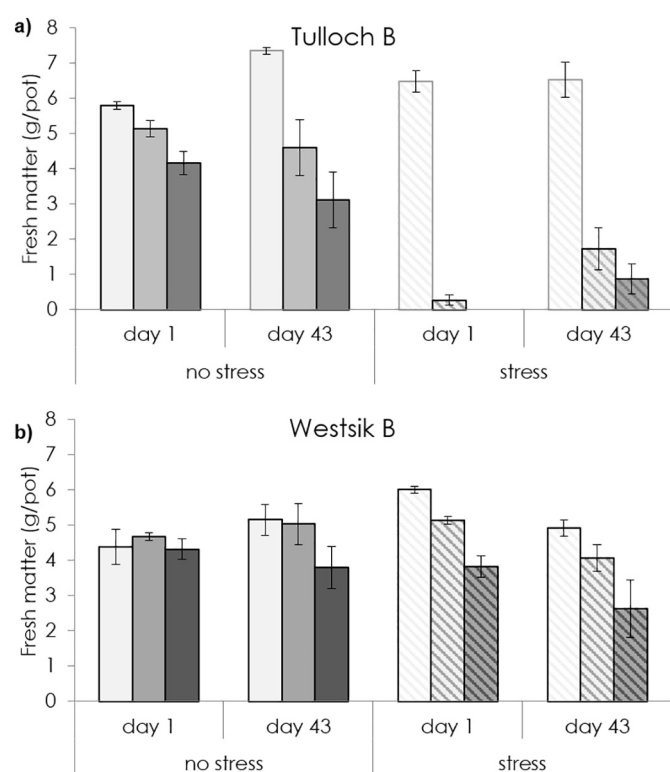 a)
Tulloch B
Fresh matter (g/pot)
8
7
6
5
4
3
2
1
0
day 1 day 43 day 1 day 43
no stress stress
b)
Westsik B
Fresh matter (g/pot)
8
7
6
5
4
3
2
1
0
day 1 day 43 day 1 day 43
no stress stress